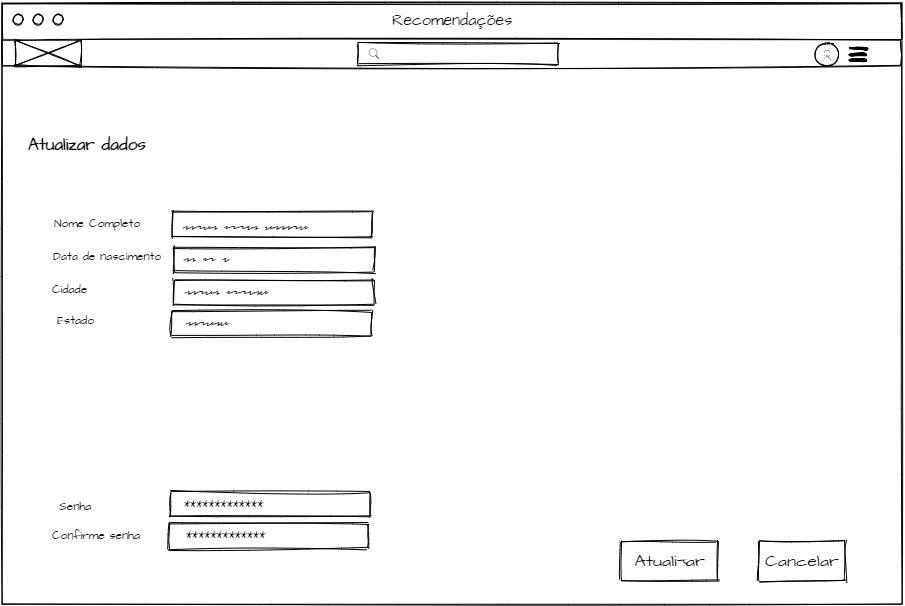 Recomendações
Atualizar dados
Nome Completo
Data de nascimento
Cidade
Estado
Senha
*************
Confirme senha
*************
Atualizar
Cancelar